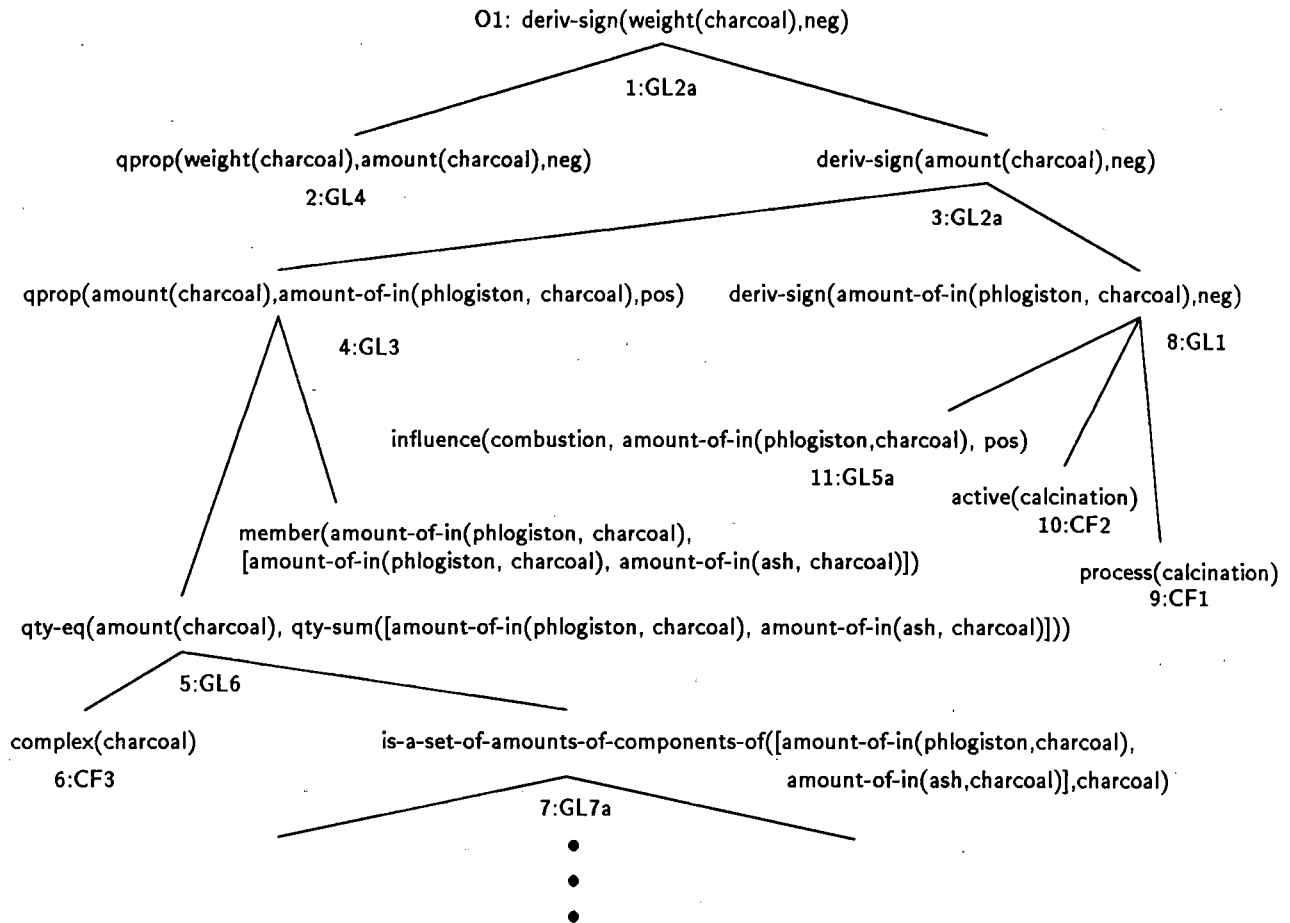 O1: deriv-sign(weight(charcoal),neg)
1:GL2a
qprop(weight(charcoal),amount(charcoal),neg)
deriv-sign(amount(charcoal),neg)
2:GL4
3:GL2a
qprop(amount(charcoal),amount-of-in(phlogiston, charcoal),pos)
deriv-sign(amount-of-in(phlogiston, charcoal),neg)
4:GL3
8:GL1
influence(combustion, amount-of-in(phlogiston,charcoal), pos)
11:GL5a
active(calcination)
10:CF2
member(amount-of-in(phlogiston, charcoal),
[amount-of-in(phlogiston, charcoal), amount-of-in(ash, charcoal)])
process(calcination)
9:CF1
qty-eq(amount(charcoal), qty-sum([amount-of-in(phlogiston, charcoal), amount-of-in(ash, charcoal)]))
5:GL6
complex(charcoal)
6:CF3
is-a-set-of-amounts-of-components-of([amount-of-in(phlogiston,charcoal),
amount-of-in(ash,charcoal)],charcoal)
7:GL7a